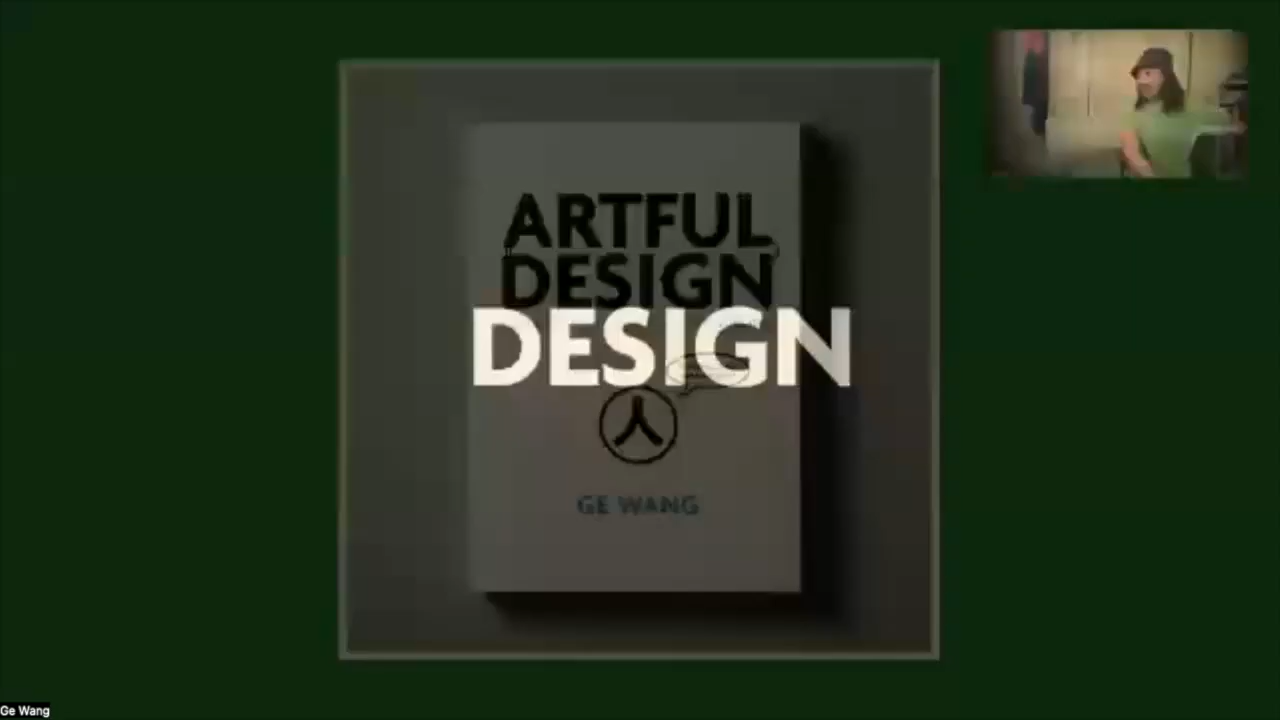 ARTFUL
DESIGN
DESIGN
人
GE WANG
Ge Wang